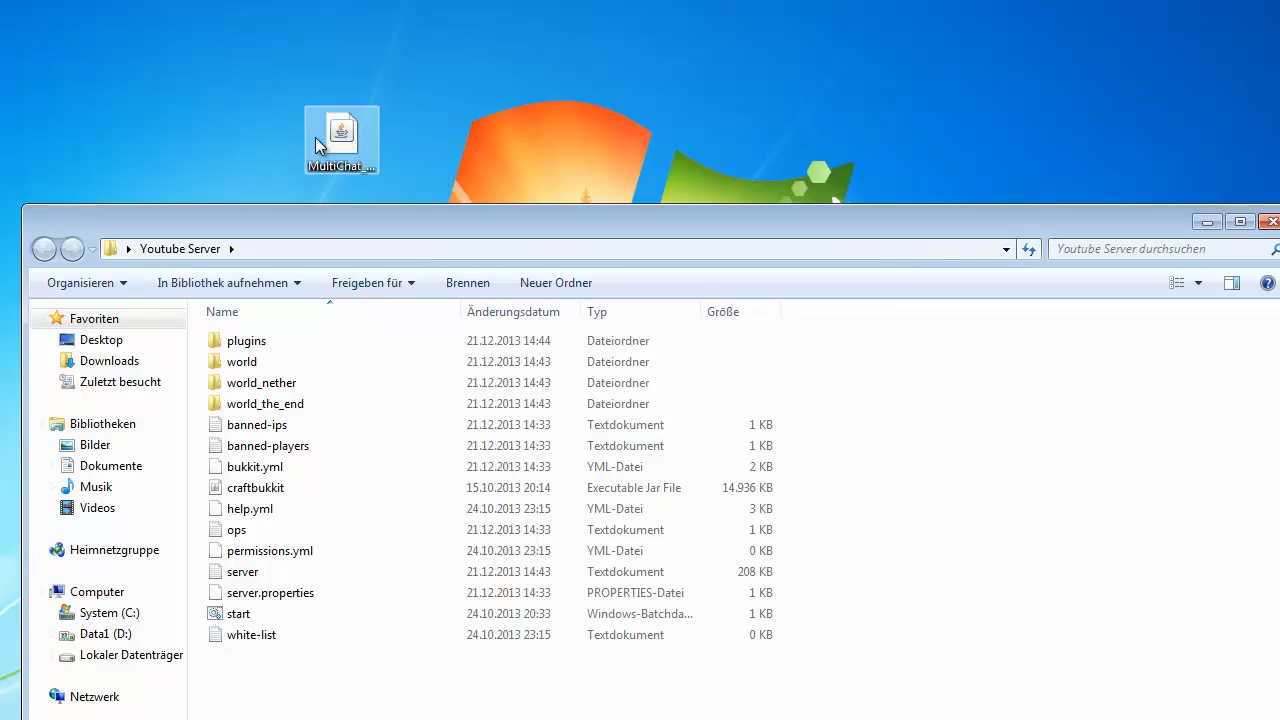 MultiChat_...
Youtube Server
Youtube Server durchsuchen
Organisieren In Bibliothek aufnehmen Freigeben für Brennen Neuer Ordner
Name Änderungsdatum Typ Größe
Favoriten
Desktop
Downloads
Zuletzt besucht
Bibliotheken
Bilder
Dokumente
Musik
Videos
Heimnetzgruppe
Computer
System (C:)
Data1 (D:)
Lokaler Datenträger
Netzwerk
plugins 21.12.2013 14:44 Dateiordner
world 21.12.2013 14:43 Dateiordner
world_nether 21.12.2013 14:43 Dateiordner
world_the_end 21.12.2013 14:43 Dateiordner
banned-ips 21.12.2013 14:33 Textdokument 1 KB
banned-players 21.12.2013 14:33 Textdokument 1 KB
bukkit.yml 21.12.2013 14:33 YML-Datei 2 KB
craftbukkit 15.10.2013 20:14 Executable Jar File 14.936 KB
help.yml 24.10.2013 23:15 YML-Datei 3 KB
ops 21.12.2013 14:33 Textdokument 1 KB
permissions.yml 24.10.2013 23:15 YML-Datei 0 KB
server 21.12.2013 14:43 Textdokument 208 KB
server.properties 21.12.2013 14:33 PROPERTIES-Datei 1 KB
start 24.10.2013 20:33 Windows-Batchda... 1 KB
white-list 24.10.2013 23:15 Textdokument 0 KB